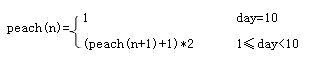 peach(n)=
1 day=10
(peach(n+1)+1)*2 1≤day<10